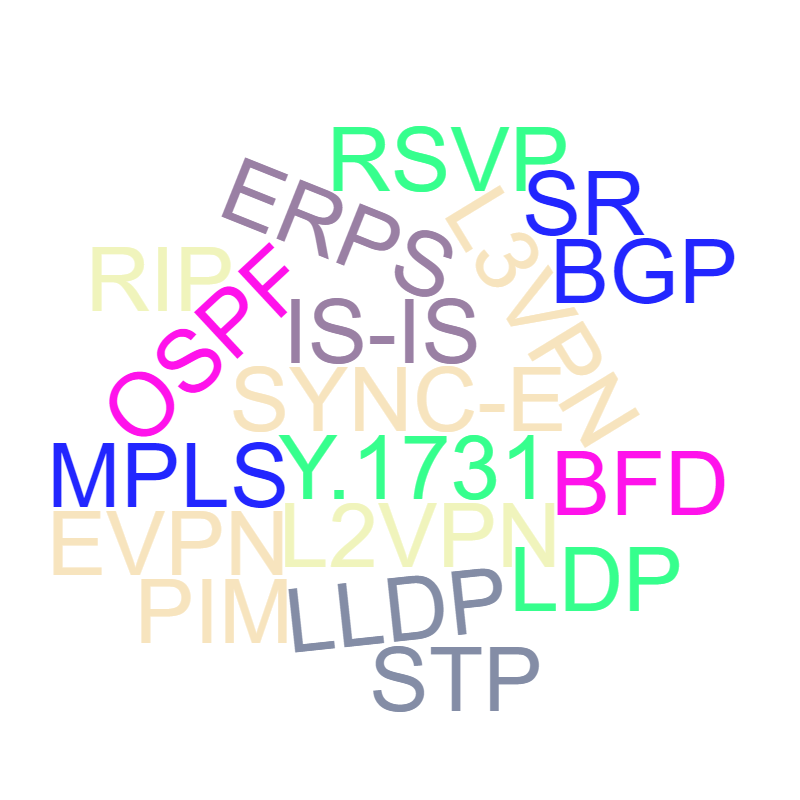 RSVP
ERPS
SR
L3VPN
BGP
RIP
OSPF
IS-IS
SYNC-E
MPLS
Y.1731
BFD
EVPN
L2VPN
LDP
PIM
LLDP
STP